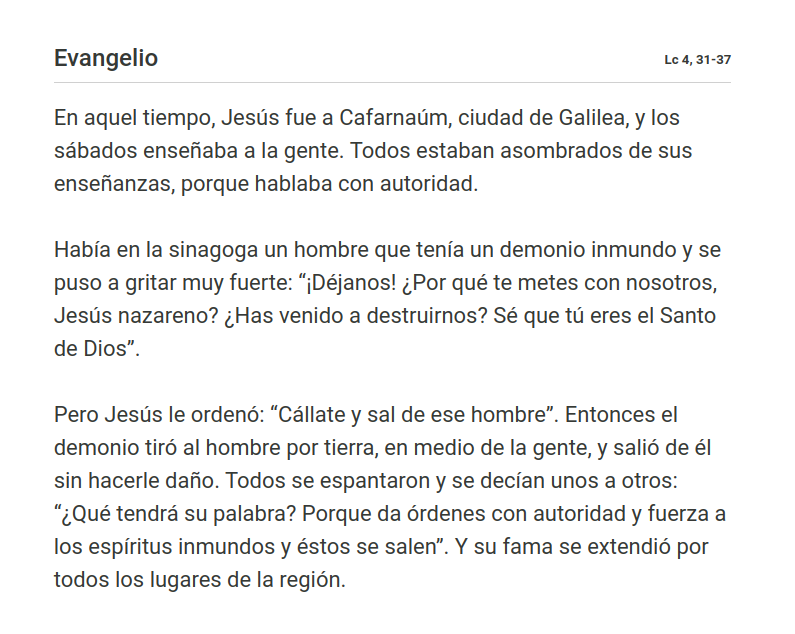 Evangelio
Lc 4, 31-37
En aquel tiempo, Jesús fue a Cafarnaúm, ciudad de Galilea, y los
sábados enseñaba a la gente. Todos estaban asombrados de sus
enseñanzas, porque hablaba con autoridad.
Había en la sinagoga un hombre que tenía un demonio inmundo y se
puso a gritar muy fuerte: “¡Déjanos! ¿Por qué te metes con nosotros,
Jesús nazareno? ¿Has venido a destruirnos? Sé que tú eres el Santo
de Dios”.
Pero Jesús le ordenó: “Cállate y sal de ese hombre”. Entonces el
demonio tiró al hombre por tierra, en medio de la gente, y salió de él
sin hacerle daño. Todos se espantaron y se decían unos a otros:
“¿Qué tendrá su palabra? Porque da órdenes con autoridad y fuerza a
los espíritus inmundos y éstos se salen”. Y su fama se extendió por
todos los lugares de la región.